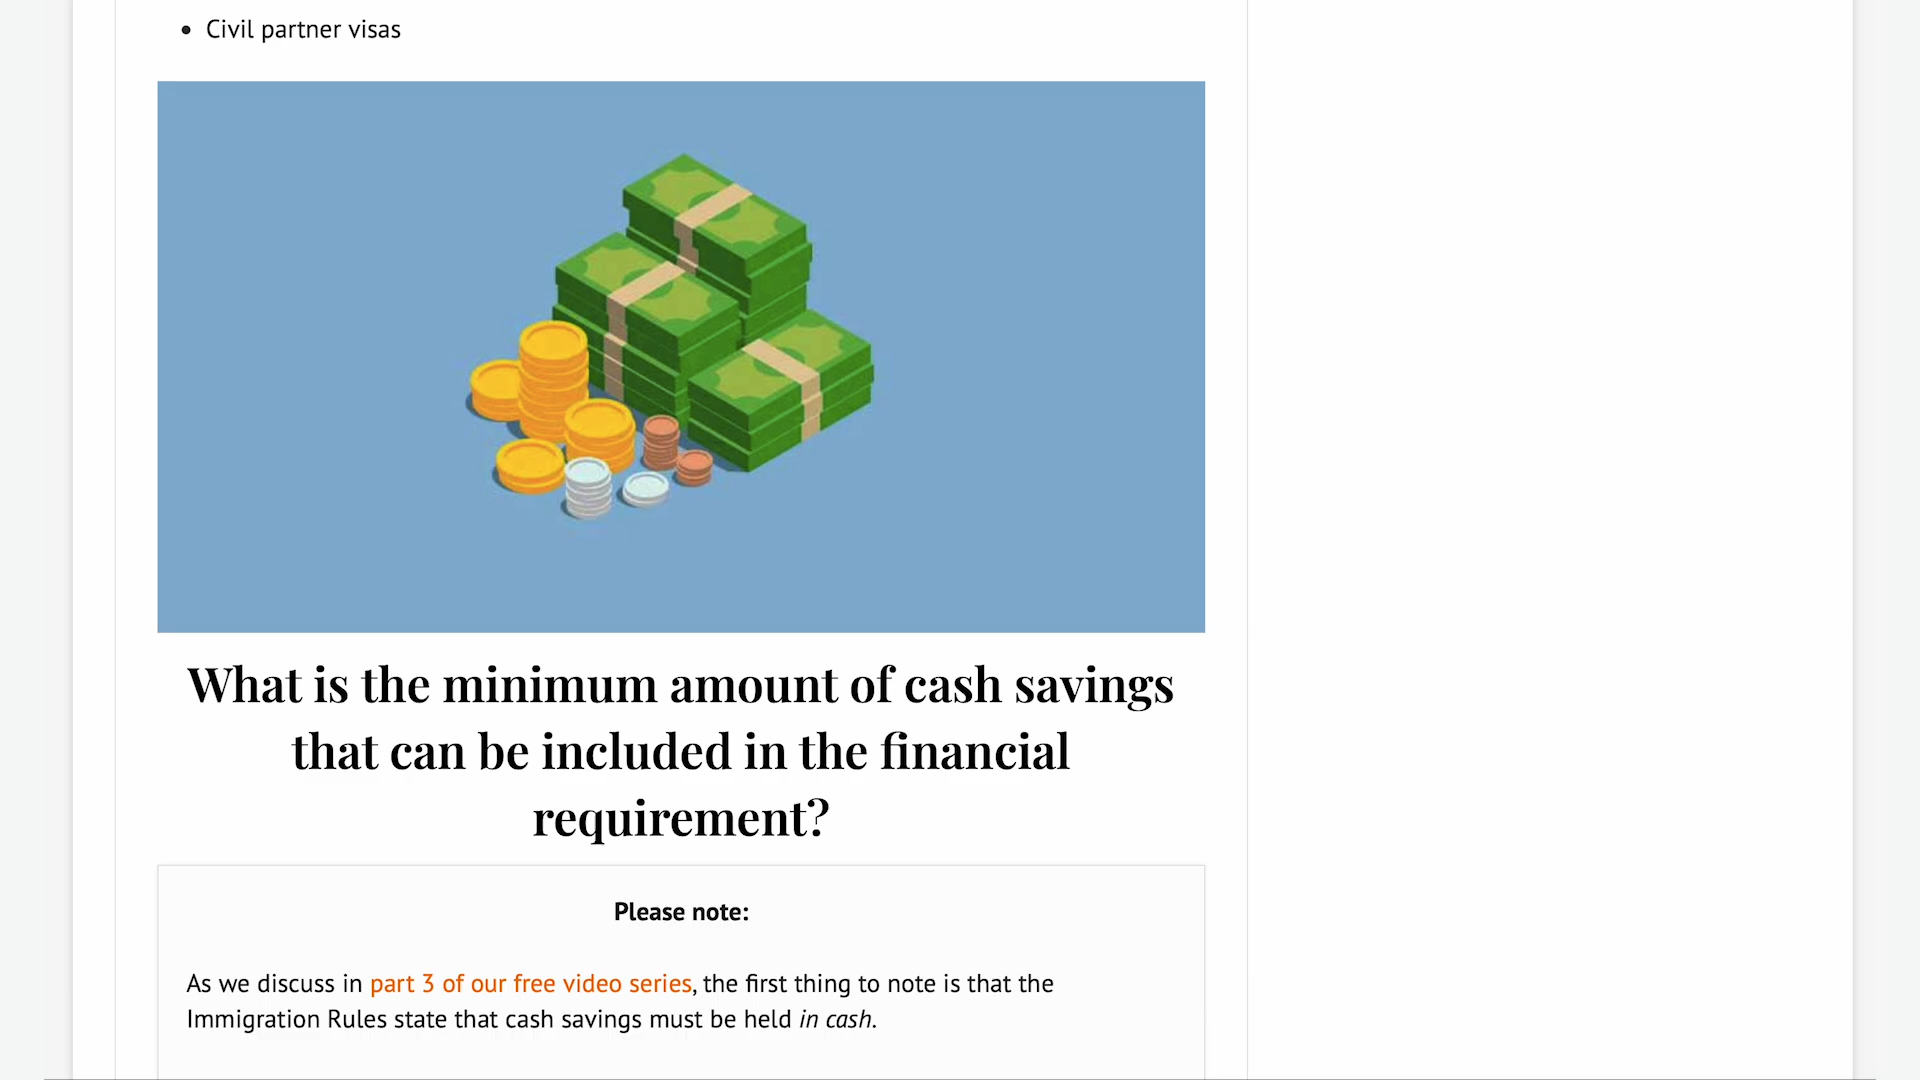 Civil partner visas
What is the minimum amount of cash savings
that can be included in the financial
requirement?
Please note:
As we discuss in part 3 of our free video series, the first thing to note is that the
Immigration Rules state that cash savings must be held in cash.